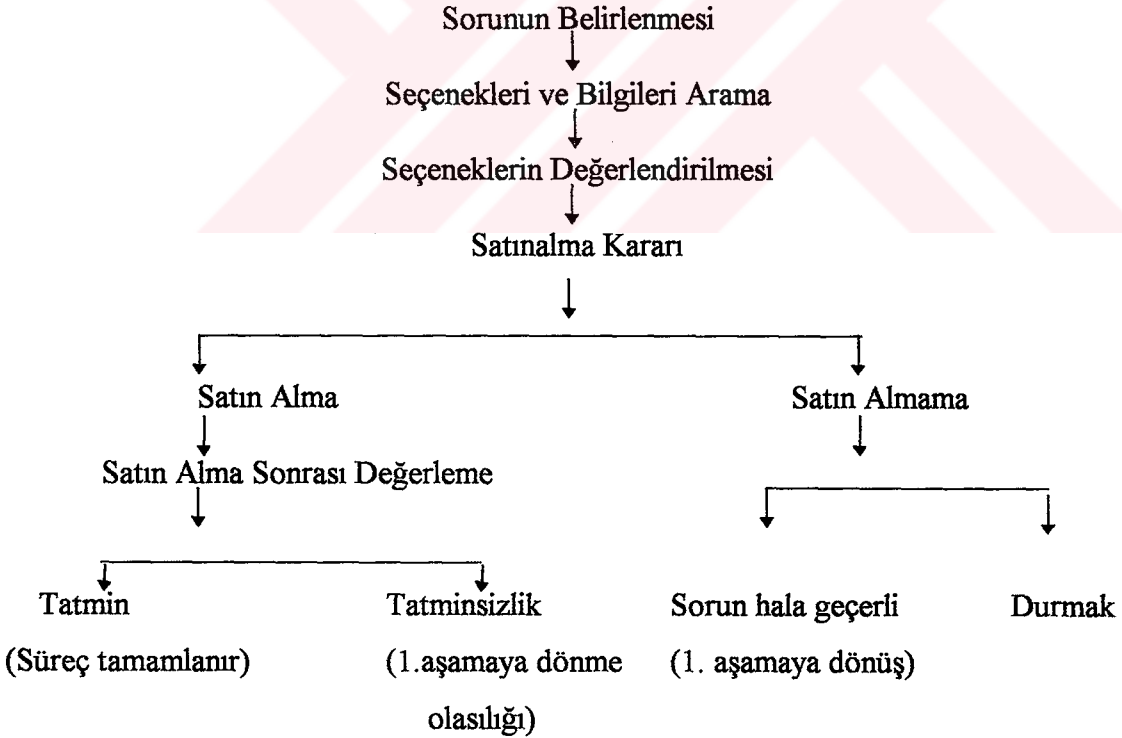 Sorunun Belirlenmesi
Seçenekleri ve Bilgileri Arama
Seçeneklerin Değerlendirilmesi
Satınalma Kararı
Satın Alma
Satın Almama
Satın Alma Sonrası Değerleme
Tatmin
Tatminsizlik
Sorun hala geçerli
Durmak
(Süreç tamamlanır)
(1.aşamaya dönme
(1. aşamaya dönüş)
olasılığı)